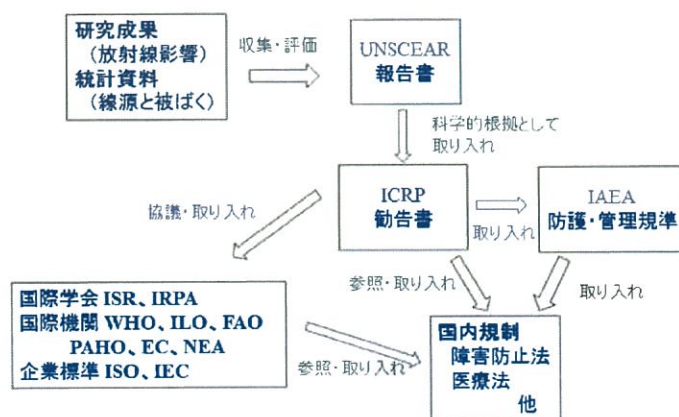 研究成果
（放射線影響）
統計資料
（線源と被ばく）
収集・評価
UNSCEAR
報告書
科学的根拠として
取り入れ
ICRP
勧告書
取り入れ
IAEA
防護・管理規準
協議・取り入れ
参照・取り入れ
取り入れ
国際学会 ISR、IRPA
国際機関 WHO、ILO、FAO
PAHO、EC、NEA
企業標準 ISO、IEC
参照・取り入れ
国内規制
障害防止法
医療法
他